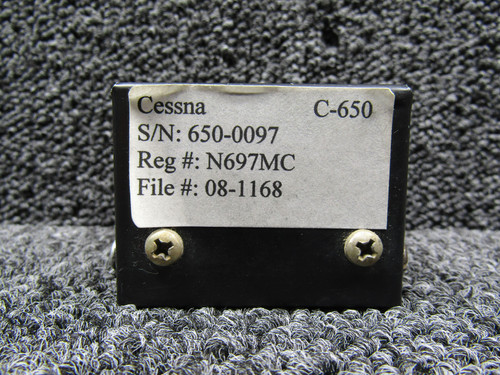 Cessna C-650
S/N: 650-0097
Reg #: N697MC
File #: 08-1168